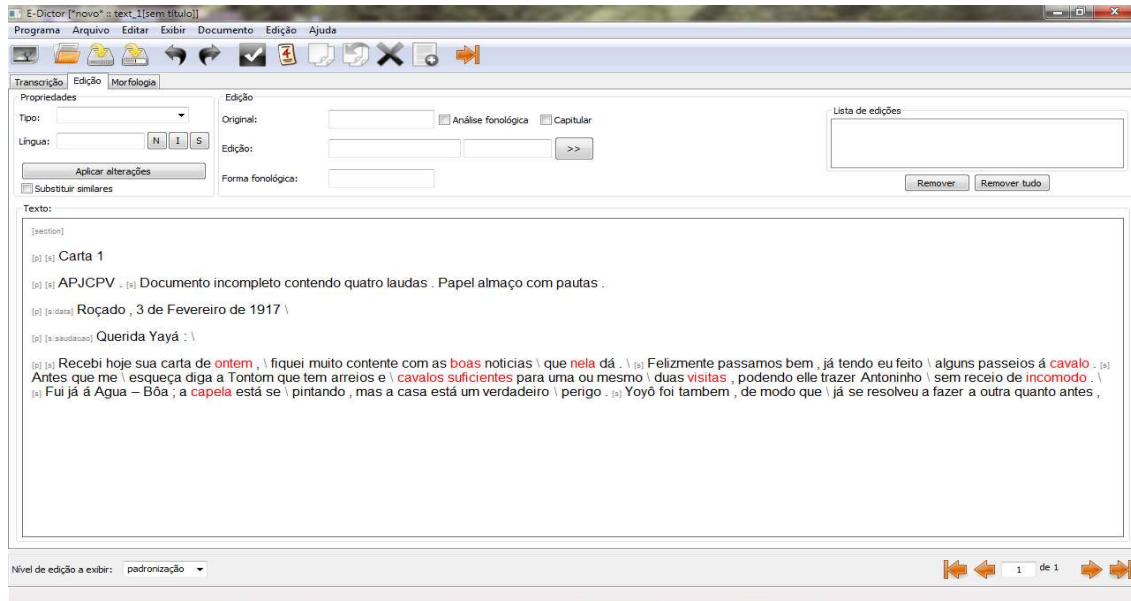 E-Dictor [*novo* :: text_1[sem título]]
Programa Arquivo Editar Exibir Documento Edição Ajuda
Transcrição Edição Morfologia
Propriedades
Tipo:
Língua: N I S
Aplicar alterações
Substituir similares
Edição
Original: Análise fonológica Capitular
Edição: >>
Forma fonológica:
Lista de edições
Remover Remover tudo
Texto:
[section]
[p] [s] Carta 1
[p] [s] APJCPV . [s] Documento incompleto contendo quatro laudas . Papel almaço com pautas .
[p] [s:data] Roçado , 3 de Fevereiro de 1917 \
[p] [s:saudacao] Querida Yayá : \
[p] [s] Recebi hoje sua carta de ontem , \ fiquei muito contente com as boas noticias \ que nela dá . \ [s] Felizmente passamos bem , já tendo eu feito \ alguns passeios á cavalo . [s]
Antes que me \ esqueça diga a Tontom que tem arreios e \ cavalos suficientes para uma ou mesmo \ duas visitas , podendo elle trazer Antoninho \ sem receio de incomodo . \
[s] Fui já á Agua – Bôa ; a capela está se \ pintando , mas a casa está um verdadeiro \ perigo . [s] Yoyô foi tambem , de modo que \ já se resolveu a fazer a outra quanto antes ,
Nível de edição a exibir: padronização
1 de 1